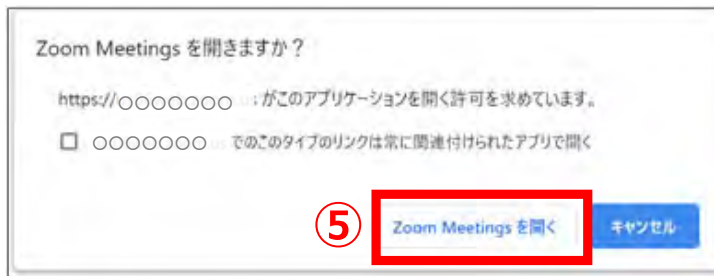 Zoom Meetings を開きますか？
https://○○○○○○○ がこのアプリケーションを開く許可を求めています。
○○○○○○○ でのこのタイプのリンクは常に関連付けられたアプリで開く
⑤ Zoom Meetings を開く キャンセル